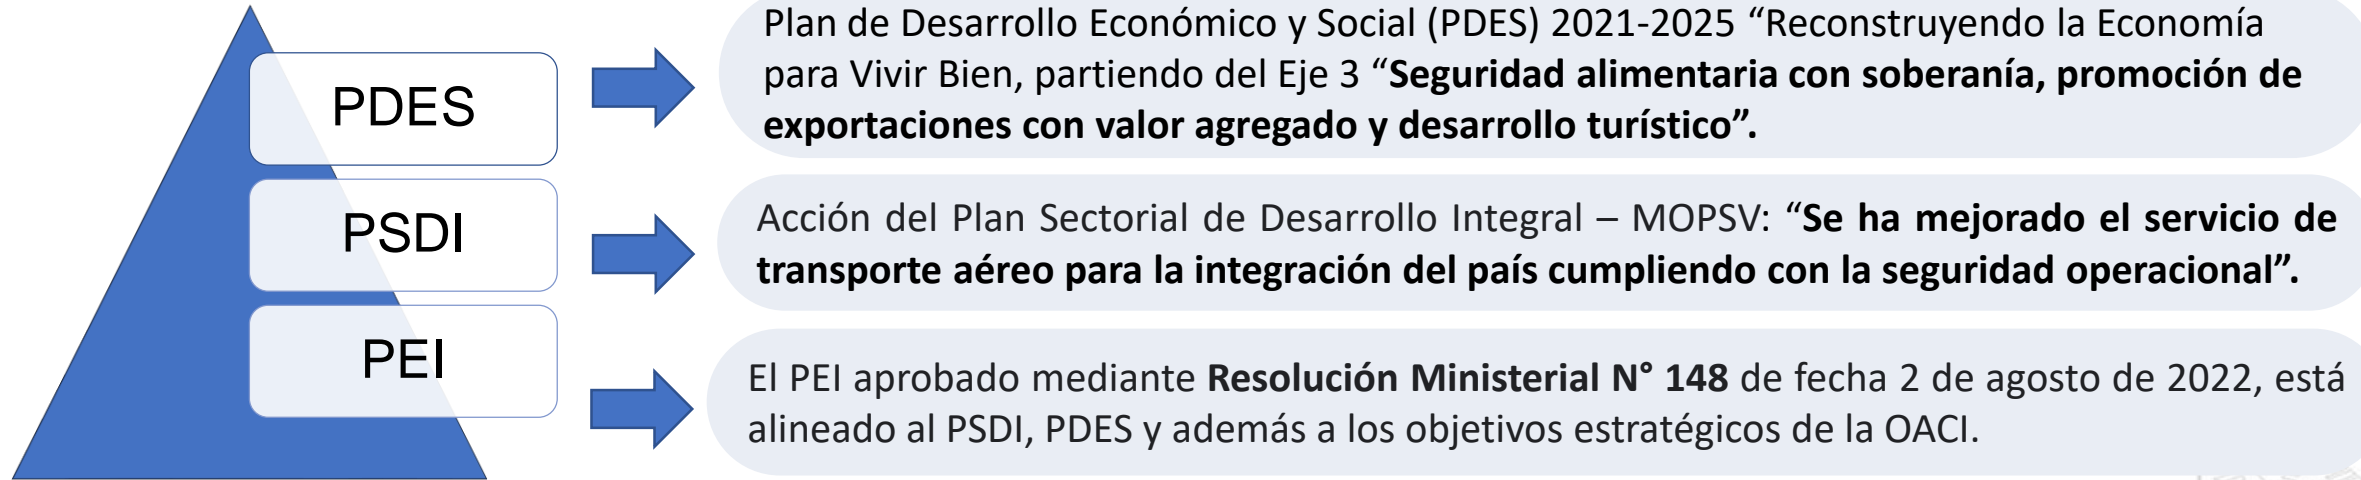 PDES
Plan de Desarrollo Económico y Social (PDES) 2021-2025 “Reconstruyendo la Economía
para Vivir Bien, partiendo del Eje 3 “Seguridad alimentaria con soberanía, promoción de
exportaciones con valor agregado y desarrollo turístico”.
PSDI
Acción del Plan Sectorial de Desarrollo Integral – MOPSV: “Se ha mejorado el servicio de
transporte aéreo para la integración del país cumpliendo con la seguridad operacional”.
PEI
El PEI aprobado mediante Resolución Ministerial N° 148 de fecha 2 de agosto de 2022, está
alineado al PSDI, PDES y además a los objetivos estratégicos de la OACI.